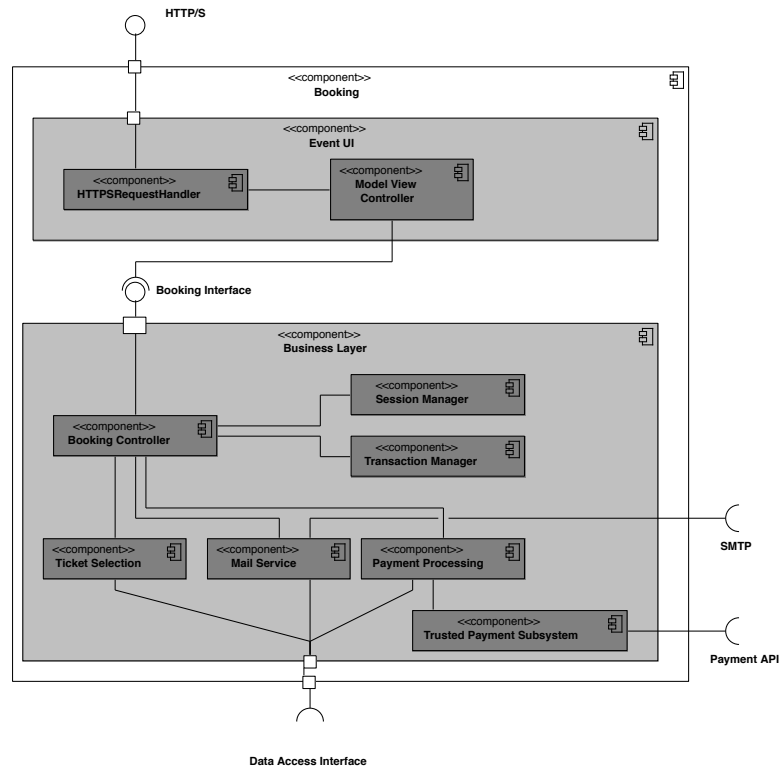 HTTP/S
<<component>>
Booking
<<component>>
Event UI
<<component>>
HTTPSRequestHandler
<<component>>
Model View
Controller
Booking Interface
<<component>>
Business Layer
<<component>>
Session Manager
<<component>>
Booking Controller
<<component>>
Transaction Manager
<<component>>
Ticket Selection
<<component>>
Mail Service
<<component>>
Payment Processing
SMTP
<<component>>
Trusted Payment Subsystem
Payment API
Data Access Interface